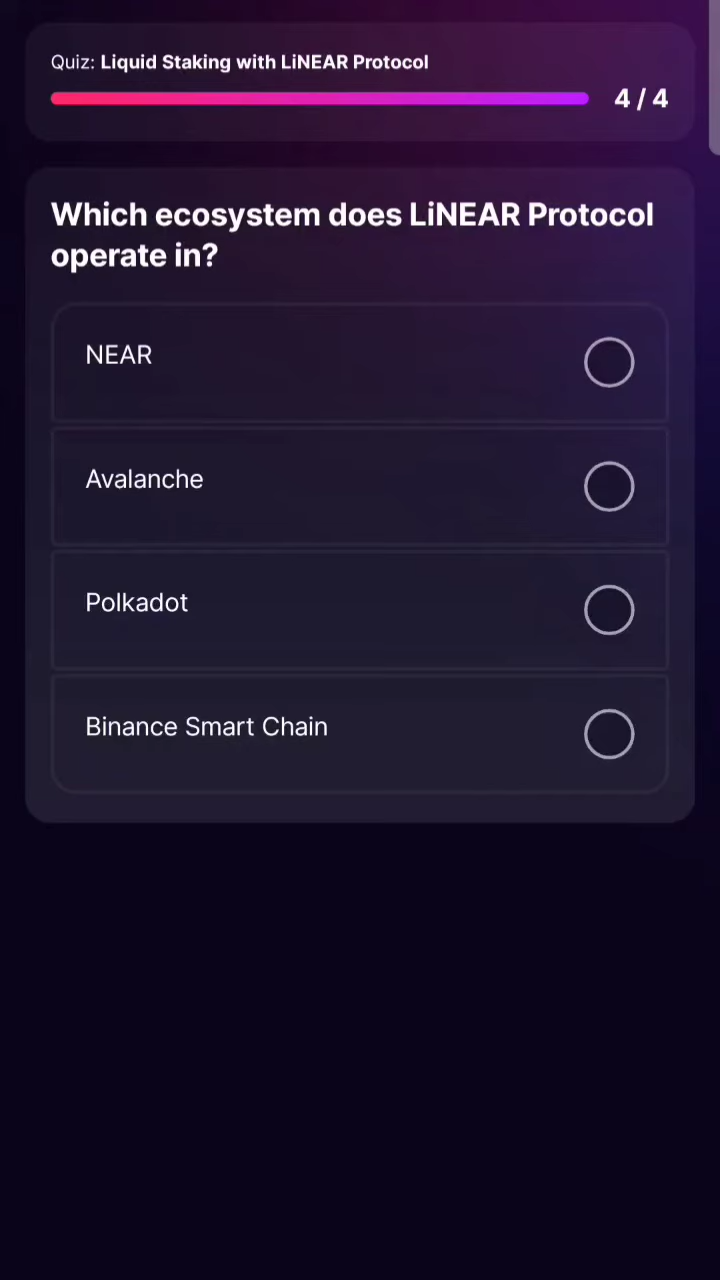 Quiz: Liquid Staking with LiNEAR Protocol
4 / 4
Which ecosystem does LiNEAR Protocol
operate in?
NEAR
Avalanche
Polkadot
Binance Smart Chain